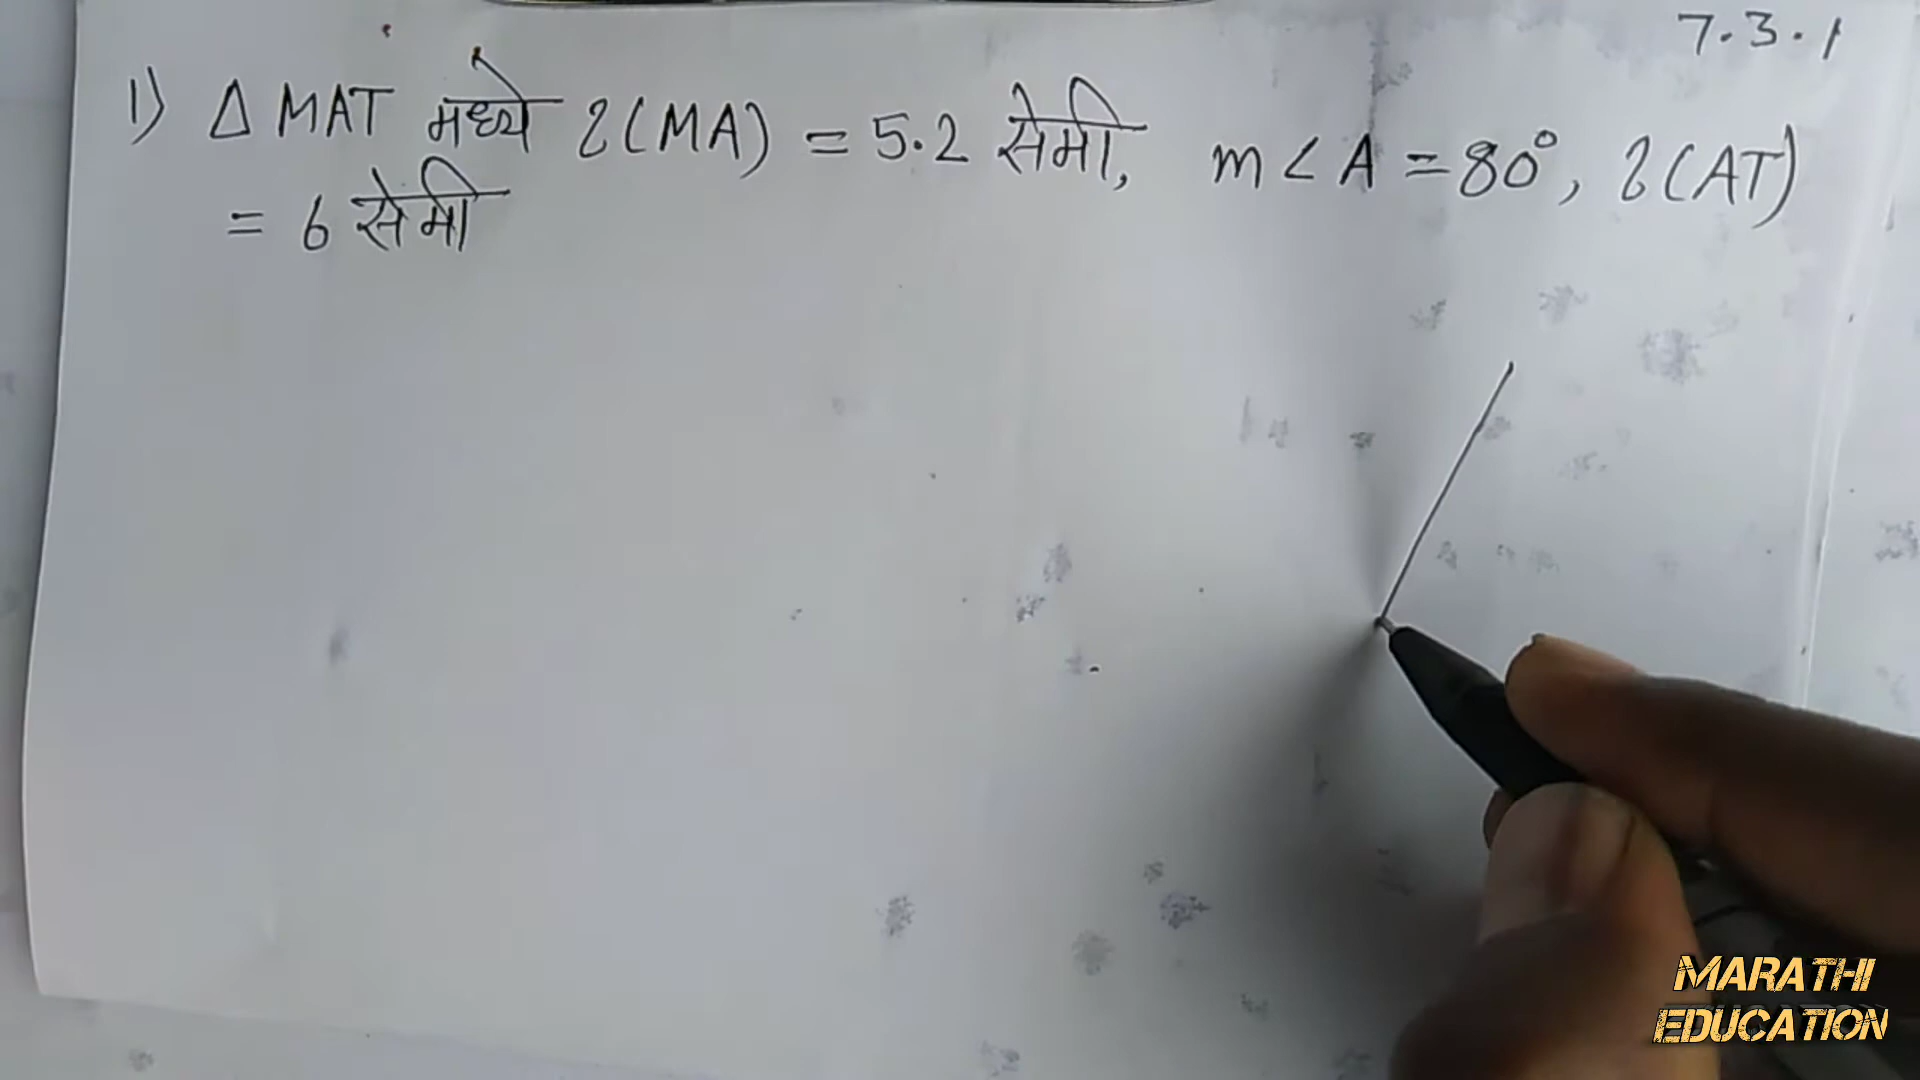 7.3.1
1) Δ MAT मध्ये l(MA) = 5.2 सेमी, m∠A = 80°, l(AT)
= 6 सेमी
MARATHI
EDUCATION